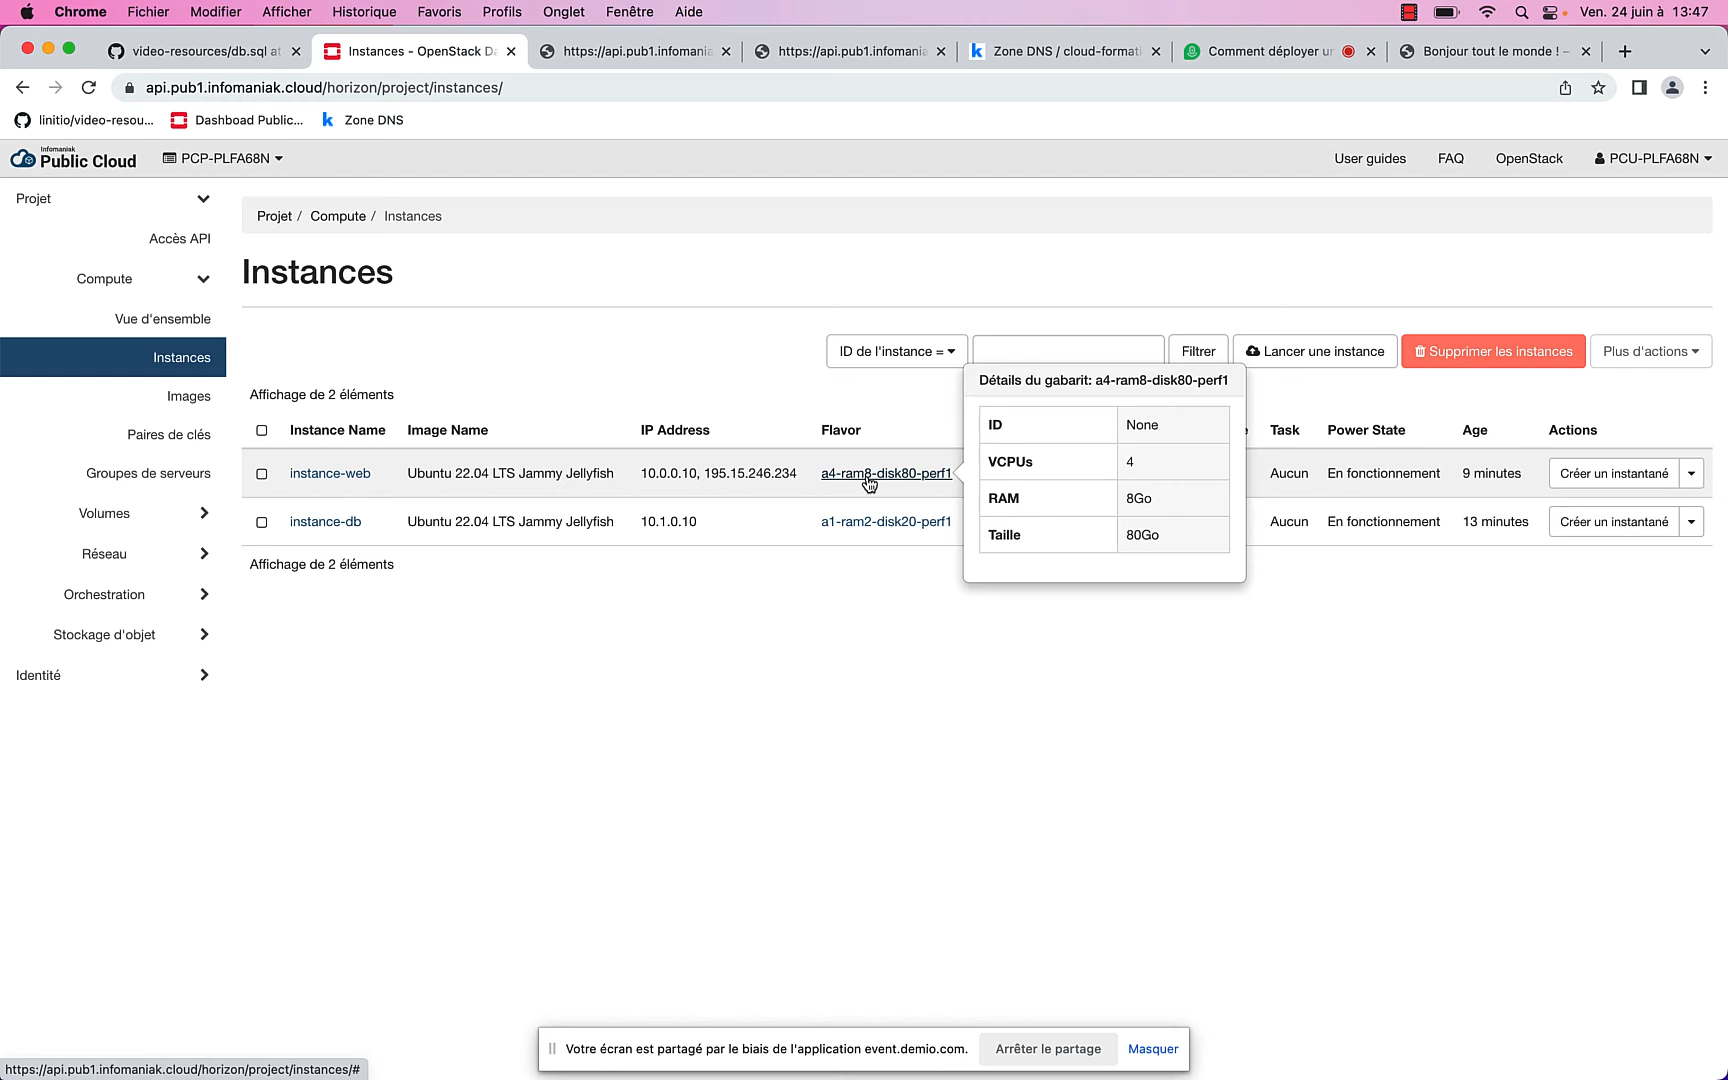 Chrome Fichier Modifier Afficher Historique Favoris Profils Onglet Fenêtre Aide Ven. 24 juin à 13:47
video-resources/db.sql at Instances - OpenStack Da https://api.pub1.infomania https://api.pub1.infomania Zone DNS / cloud-formati Comment déployer un Bonjour tout le monde ! –
api.pub1.infomaniak.cloud/horizon/project/instances/
linitio/video-resou... Dashboad Public... Zone DNS
Infomaniak
Public Cloud PCP-PLFA68N User guides FAQ OpenStack PCU-PLFA68N
Projet
Accès API
Compute
Vue d'ensemble
Instances
Images
Paires de clés
Groupes de serveurs
Volumes
Réseau
Orchestration
Stockage d'objet
Identité
Projet / Compute / Instances
Instances
ID de l'instance = Filtrer Lancer une instance Supprimer les instances Plus d'actions
Affichage de 2 éléments
Instance Name Image Name IP Address Flavor Task Power State Age Actions
instance-web Ubuntu 22.04 LTS Jammy Jellyfish 10.0.0.10, 195.15.246.234 a4-ram8-disk80-perf1 Aucun En fonctionnement 9 minutes Créer un instantané
instance-db Ubuntu 22.04 LTS Jammy Jellyfish 10.1.0.10 a1-ram2-disk20-perf1 Aucun En fonctionnement 13 minutes Créer un instantané
Affichage de 2 éléments
Détails du gabarit: a4-ram8-disk80-perf1
ID None
VCPUs 4
RAM 8Go
Taille 80Go
Votre écran est partagé par le biais de l'application event.demio.com. Arrêter le partage Masquer
https://api.pub1.infomaniak.cloud/horizon/project/instances/#